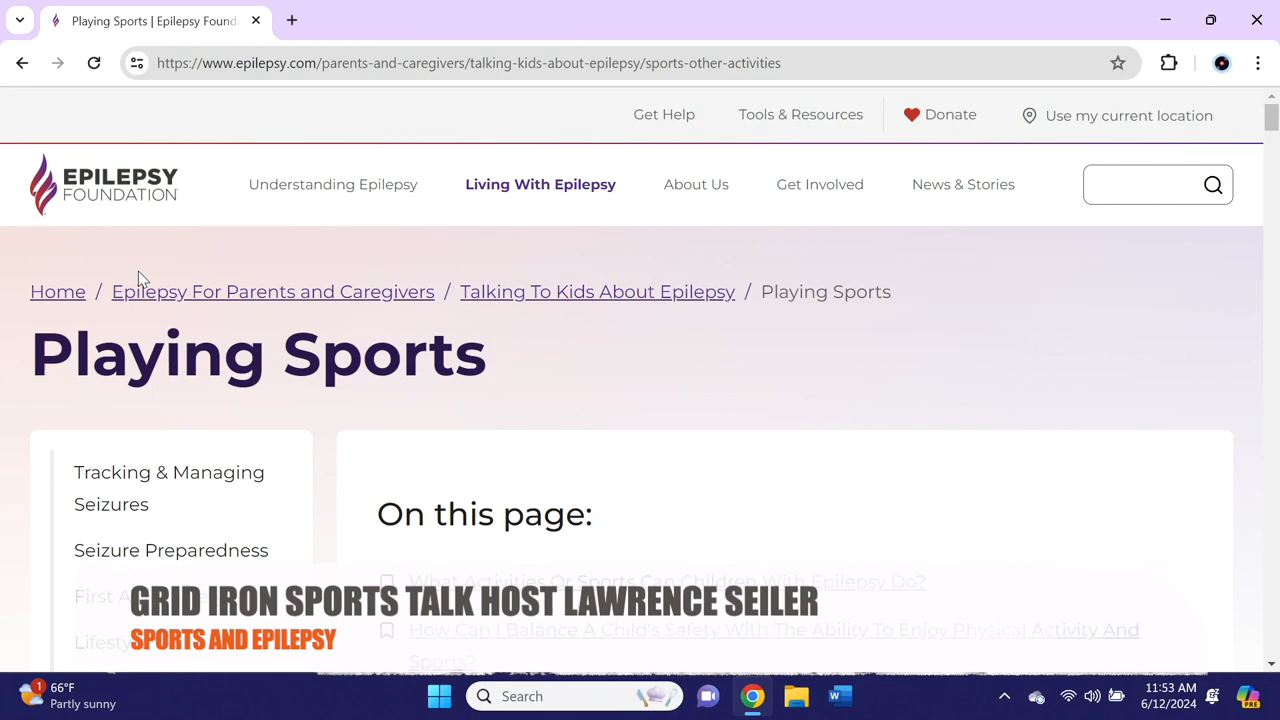 Playing Sports | Epilepsy Found
https://www.epilepsy.com/parents-and-caregivers/talking-kids-about-epilepsy/sports-other-activities
Get Help Tools & Resources Donate Use my current location
EPILEPSY
FOUNDATION
Understanding Epilepsy Living With Epilepsy About Us Get Involved News & Stories
Home / Epilepsy For Parents and Caregivers / Talking To Kids About Epilepsy / Playing Sports
Playing Sports
Tracking & Managing
Seizures
Seizure Preparedness
First A
Lifesty
On this page:
What Activities Or Sports Can Children With Epilepsy Do?
How Can I Balance A Child's Safety With The Ability To Enjoy Physical Activity And
Sports?
GRID IRON SPORTS TALK HOST LAWRENCE SEILER
SPORTS AND EPILEPSY
1
66°F
Partly sunny
Search
W
PRE
11:53 AM
6/12/2024